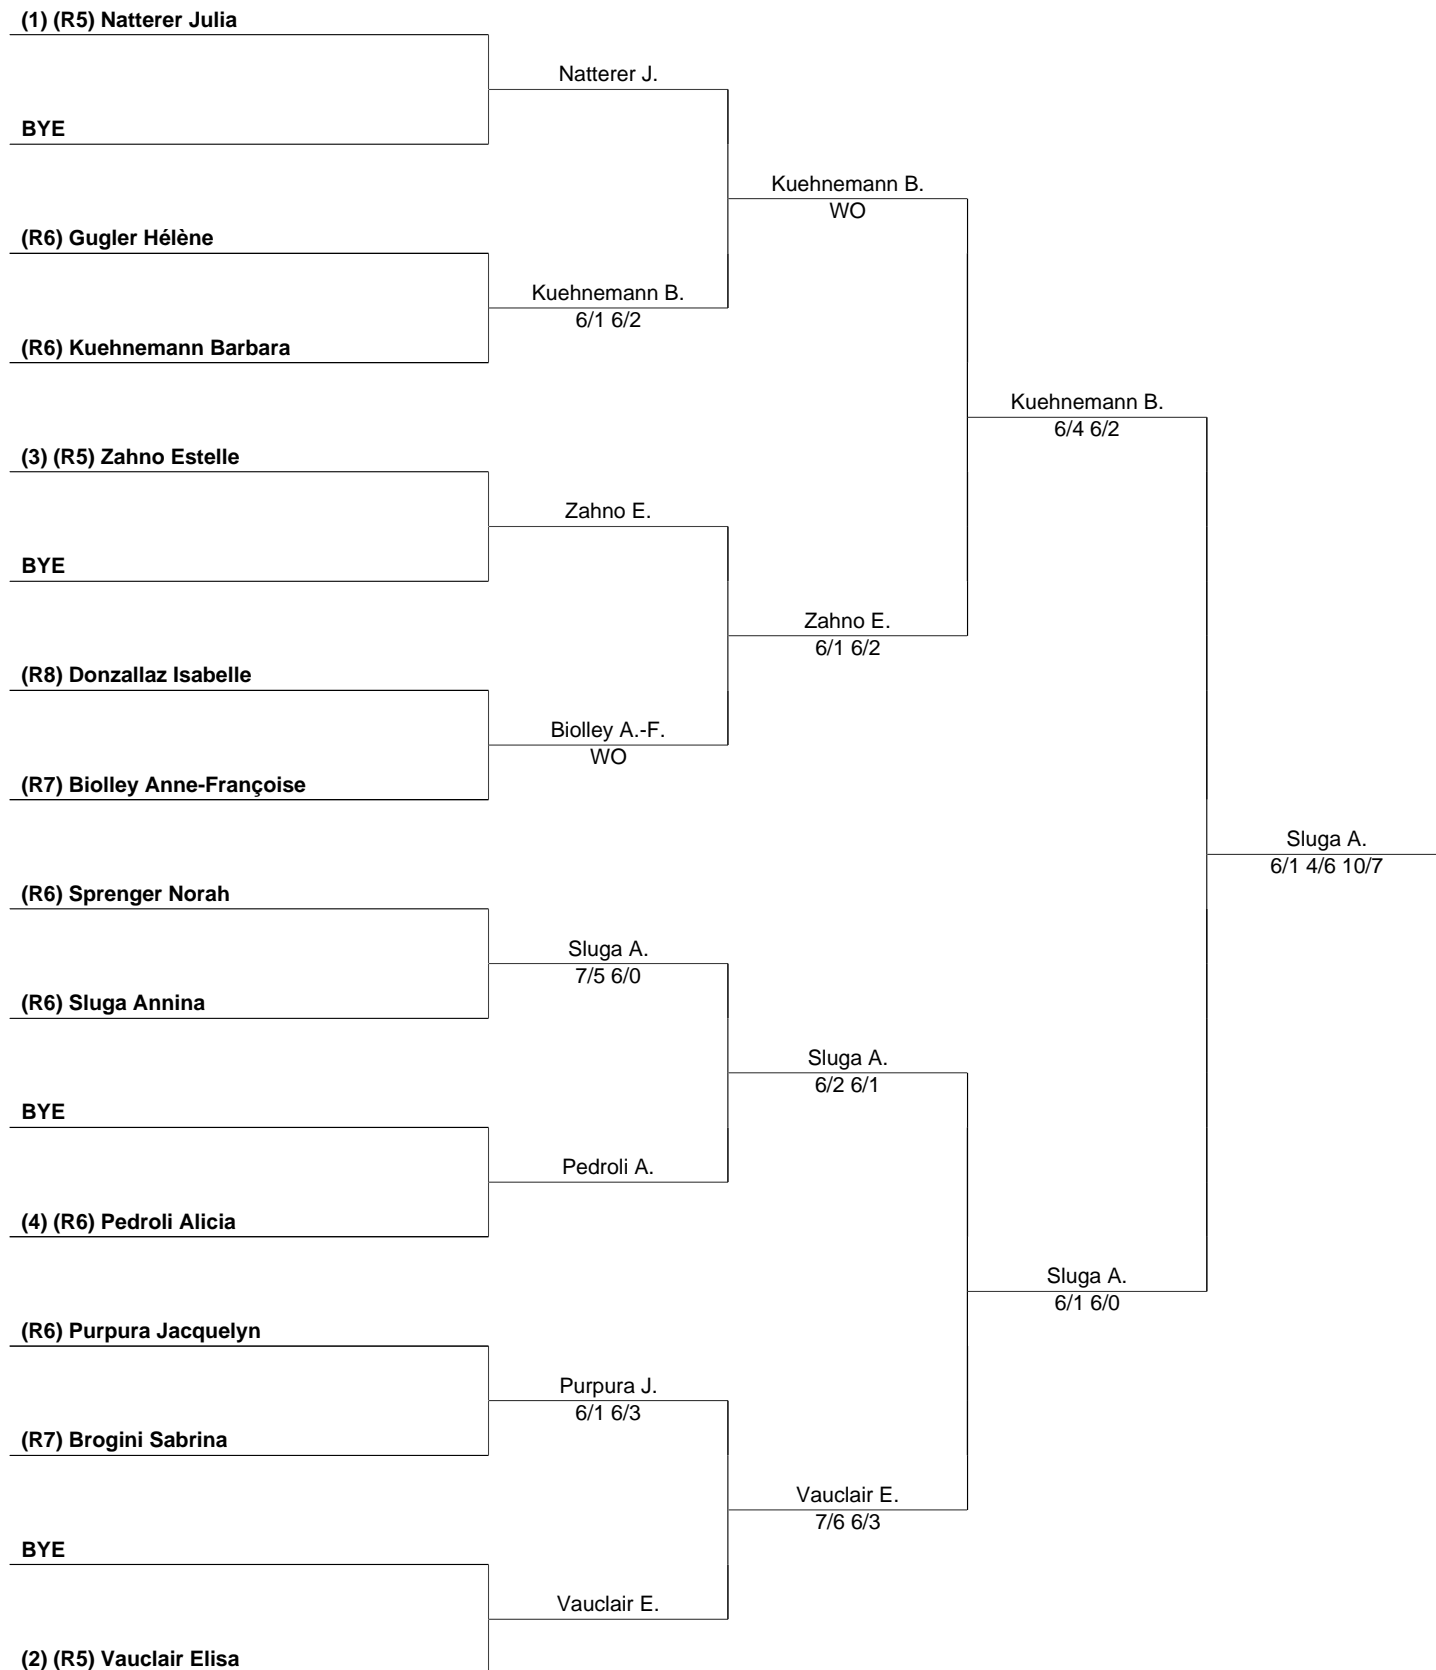 (1) (R5) Natterer Julia
Natterer J.
BYE
Kuehnemann B.
WO
(R6) Gugler Hélène
Kuehnemann B.
6/1 6/2
(R6) Kuehnemann Barbara
Kuehnemann B.
6/4 6/2
(3) (R5) Zahno Estelle
Zahno E.
BYE
Zahno E.
6/1 6/2
(R8) Donzallaz Isabelle
Biolley A.-F.
WO
(R7) Biolley Anne-Françoise
Sluga A.
6/1 4/6 10/7
(R6) Sprenger Norah
Sluga A.
7/5 6/0
(R6) Sluga Annina
Sluga A.
6/2 6/1
BYE
Pedroli A.
(4) (R6) Pedroli Alicia
Sluga A.
6/1 6/0
(R6) Purpura Jacquelyn
Purpura J.
6/1 6/3
(R7) Brogini Sabrina
Vauclair E.
7/6 6/3
BYE
Vauclair E.
(2) (R5) Vauclair Elisa